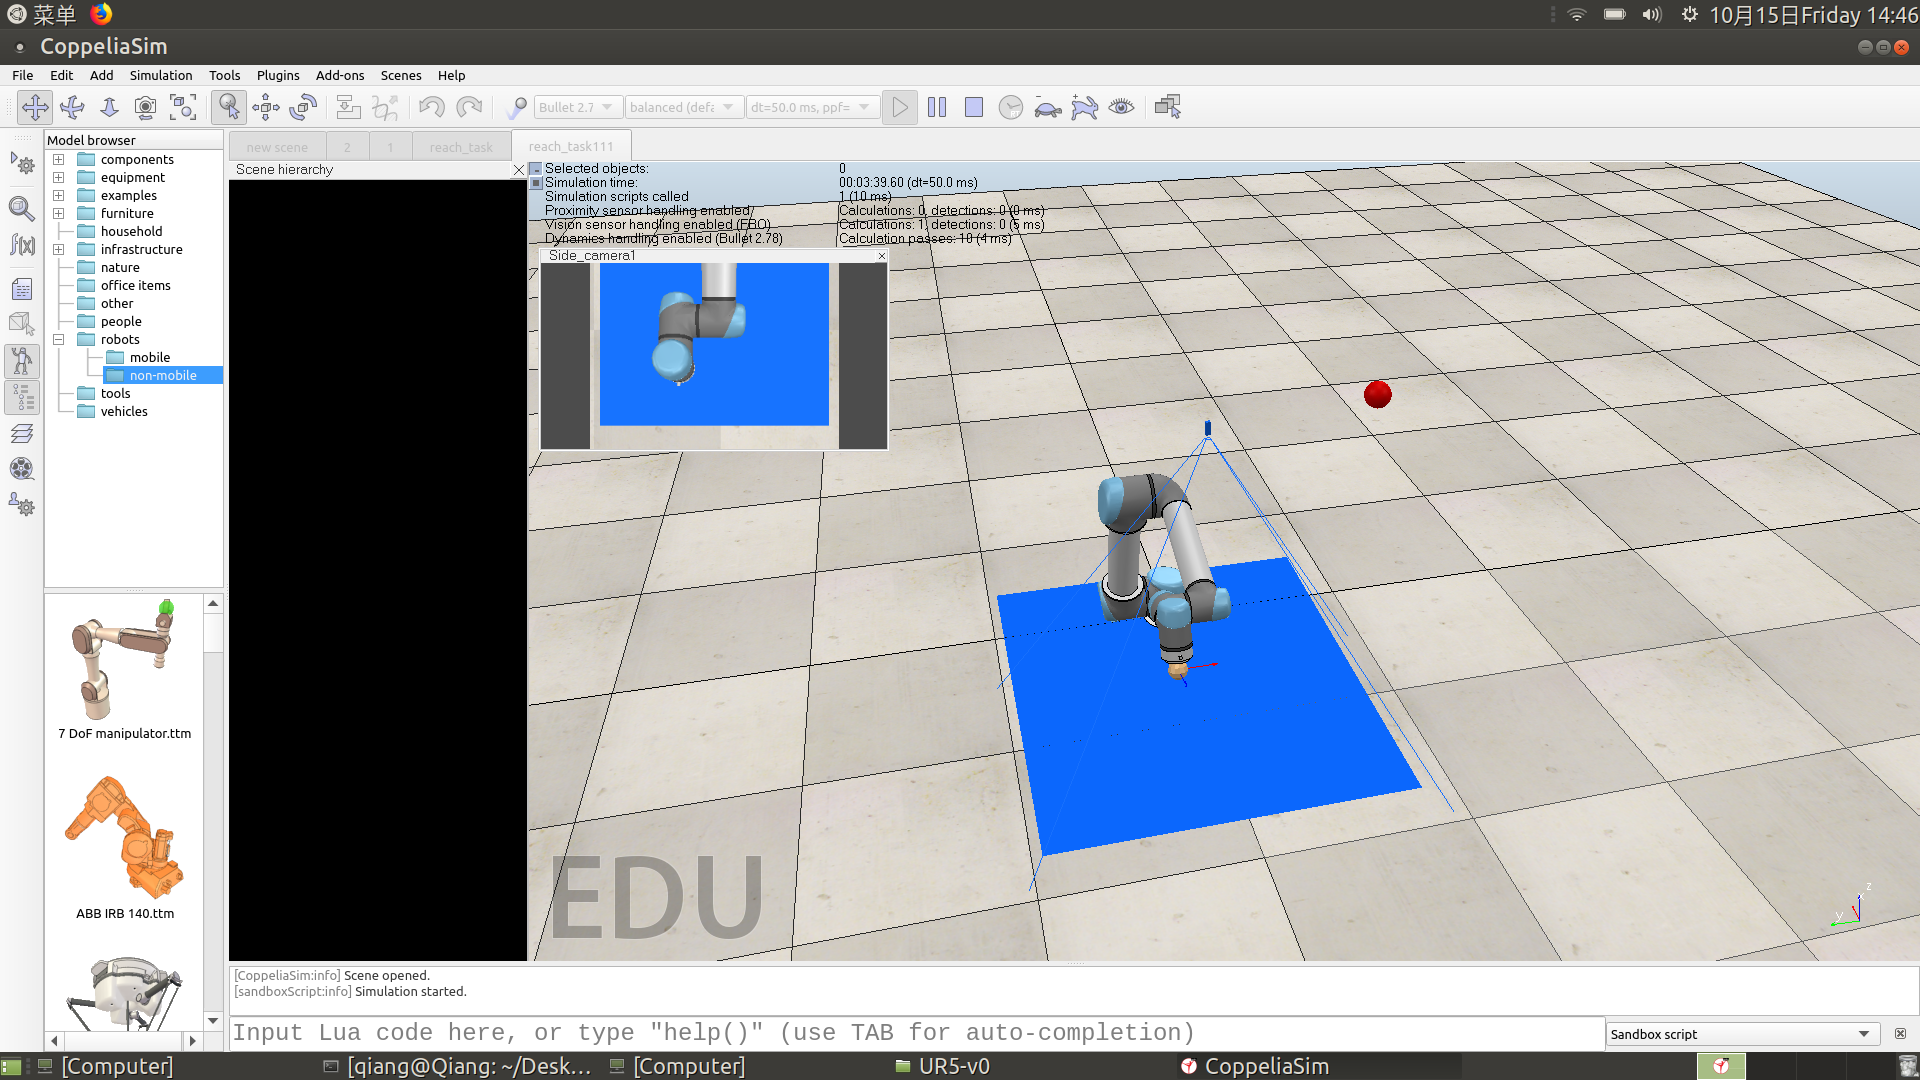 菜单
10月15日Friday 14:46
CoppeliaSim
File Edit Add Simulation Tools Plugins Add-ons Scenes Help
Bullet 2.7 balanced (defa dt=50.0 ms, ppf=
Model browser
components
equipment
examples
furniture
household
infrastructure
nature
office items
other
people
robots
mobile
non-mobile
tools
vehicles
7 DoF manipulator.ttm
ABB IRB 140.ttm
new scene 2 1 reach_task reach_task111
Scene hierarchy
Selected objects: 0
Simulation time: 00:03:39.60 (dt=50.0 ms)
Simulation scripts called 1 (10 ms)
Proximity sensor handling enabled Calculations: 0, detections: 0 (0 ms)
Vision sensor handling enabled (FBO) Calculations: 1, detections: 0 (5 ms)
Dynamics handling enabled (Bullet 2.78) Calculation passes: 10 (4 ms)
Side_camera1
EDU
z
x
y
[CoppeliaSim:info] Scene opened.
[sandboxScript:info] Simulation started.
Input Lua code here, or type "help()" (use TAB for auto-completion)
Sandbox script
[Computer] [qiang@Qiang: ~/Desk... [Computer] UR5-v0 CoppeliaSim